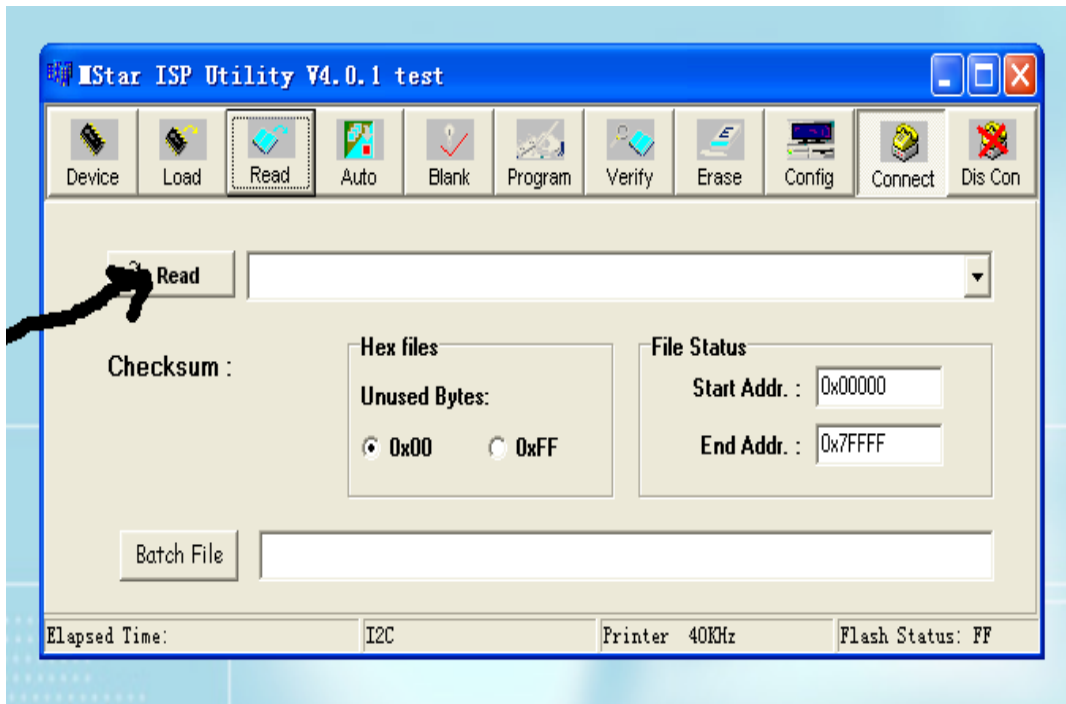 MStar ISP Utility V4.0.1 test
Device Load Read Auto Blank Program Verify Erase Config Connect Dis Con
Read
Checksum :
Hex files
Unused Bytes:
0x00 0xFF
File Status
Start Addr. : 0x00000
End Addr. : 0x7FFFF
Batch File
Elapsed Time: I2C Printer 40KHz Flash Status: FF